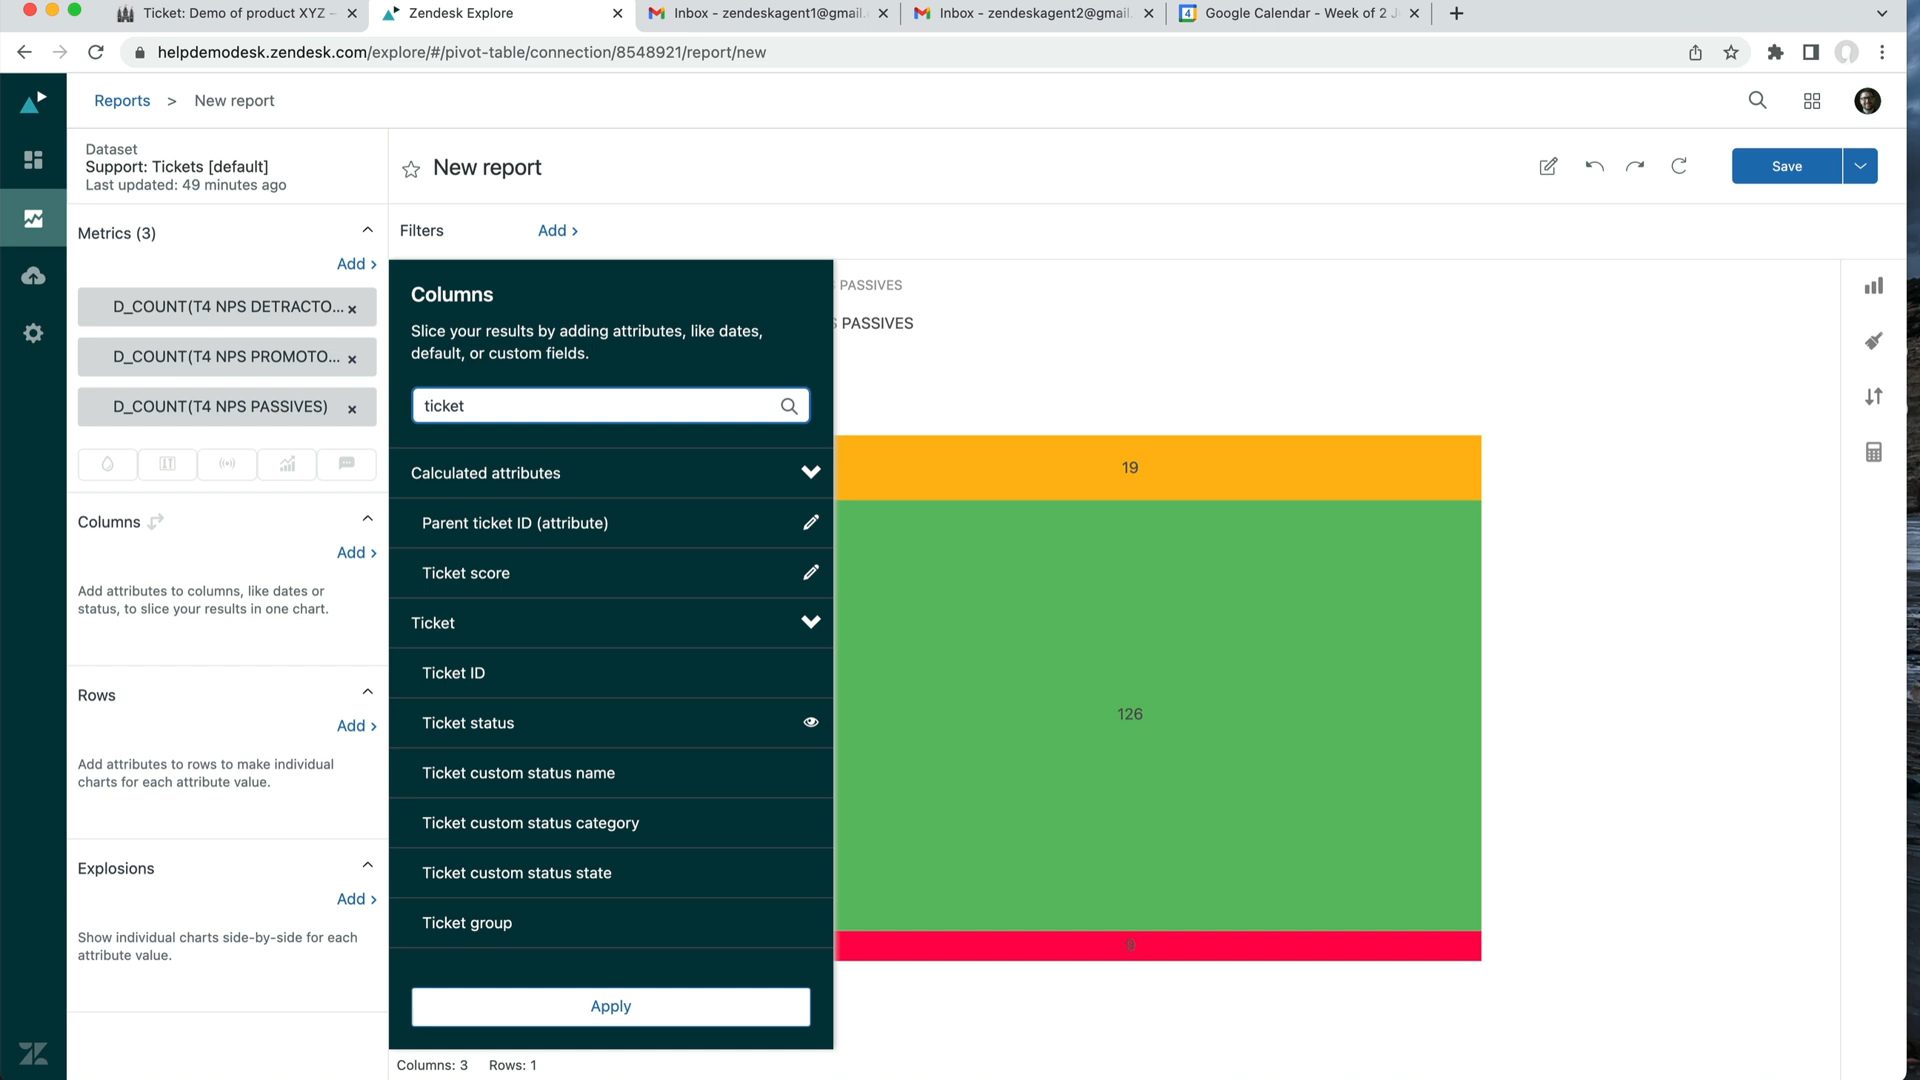 Ticket: Demo of product XYZ –
Zendesk Explore
Inbox - zendeskagent1@gmail.
Inbox - zendeskagent2@gmail.
4
Google Calendar - Week of 2 J
helpdemodesk.zendesk.com/explore/#/pivot-table/connection/8548921/report/new
Reports > New report
Dataset
Support: Tickets [default]
Last updated: 49 minutes ago
New report
Save
Metrics (3)
Add >
Filters
Add >
D_COUNT(T4 NPS DETRACTO...
D_COUNT(T4 NPS PROMOTO...
D_COUNT(T4 NPS PASSIVES)
Columns
Add >
Add attributes to columns, like dates or
status, to slice your results in one chart.
Rows
Add >
Add attributes to rows to make individual
charts for each attribute value.
Explosions
Add >
Show individual charts side-by-side for each
attribute value.
Columns
Slice your results by adding attributes, like dates,
default, or custom fields.
ticket
Calculated attributes
Parent ticket ID (attribute)
Ticket score
Ticket
Ticket ID
Ticket status
Ticket custom status name
Ticket custom status category
Ticket custom status state
Ticket group
Apply
PASSIVES
PASSIVES
19
126
9
Columns: 3 Rows: 1